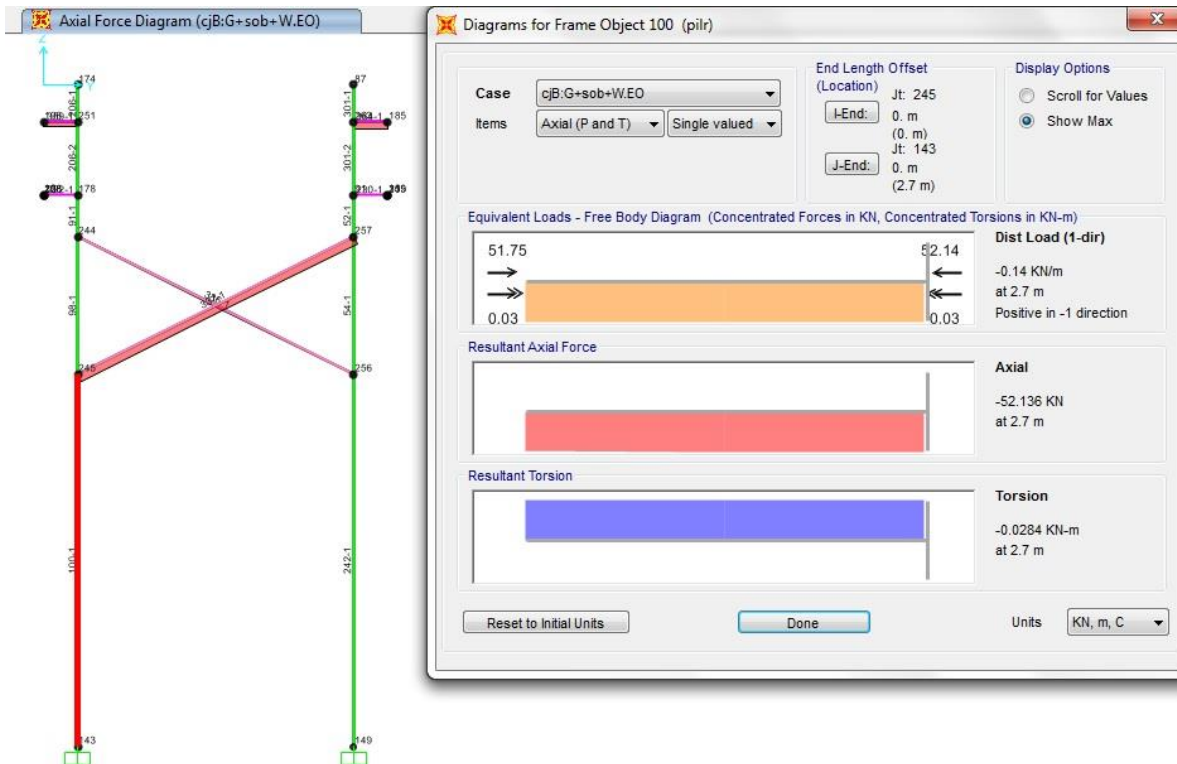 Axial Force Diagram (cjB:G+sob+W.EO)
Z
Y
174
206-1
251
206-2
178
91-1
244
98-1
245
100-1
143
87
301-1
185
301-2
52-1
257
54-1
256
242-1
149
Diagrams for Frame Object 100 (pilr)
Case
cjB:G+sob+W.EO
Items
Axial (P and T)
Single valued
End Length Offset
(Location)
I-End:
Jt: 245
0. m
(0. m)
J-End:
Jt: 143
0. m
(2.7 m)
Display Options
Scroll for Values
Show Max
Equivalent Loads - Free Body Diagram (Concentrated Forces in KN, Concentrated Torsions in KN-m)
51.75
52.14
0.03
0.03
Dist Load (1-dir)
-0.14 KN/m
at 2.7 m
Positive in -1 direction
Resultant Axial Force
Axial
-52.136 KN
at 2.7 m
Resultant Torsion
Torsion
-0.0284 KN-m
at 2.7 m
Reset to Initial Units
Done
Units
KN, m, C